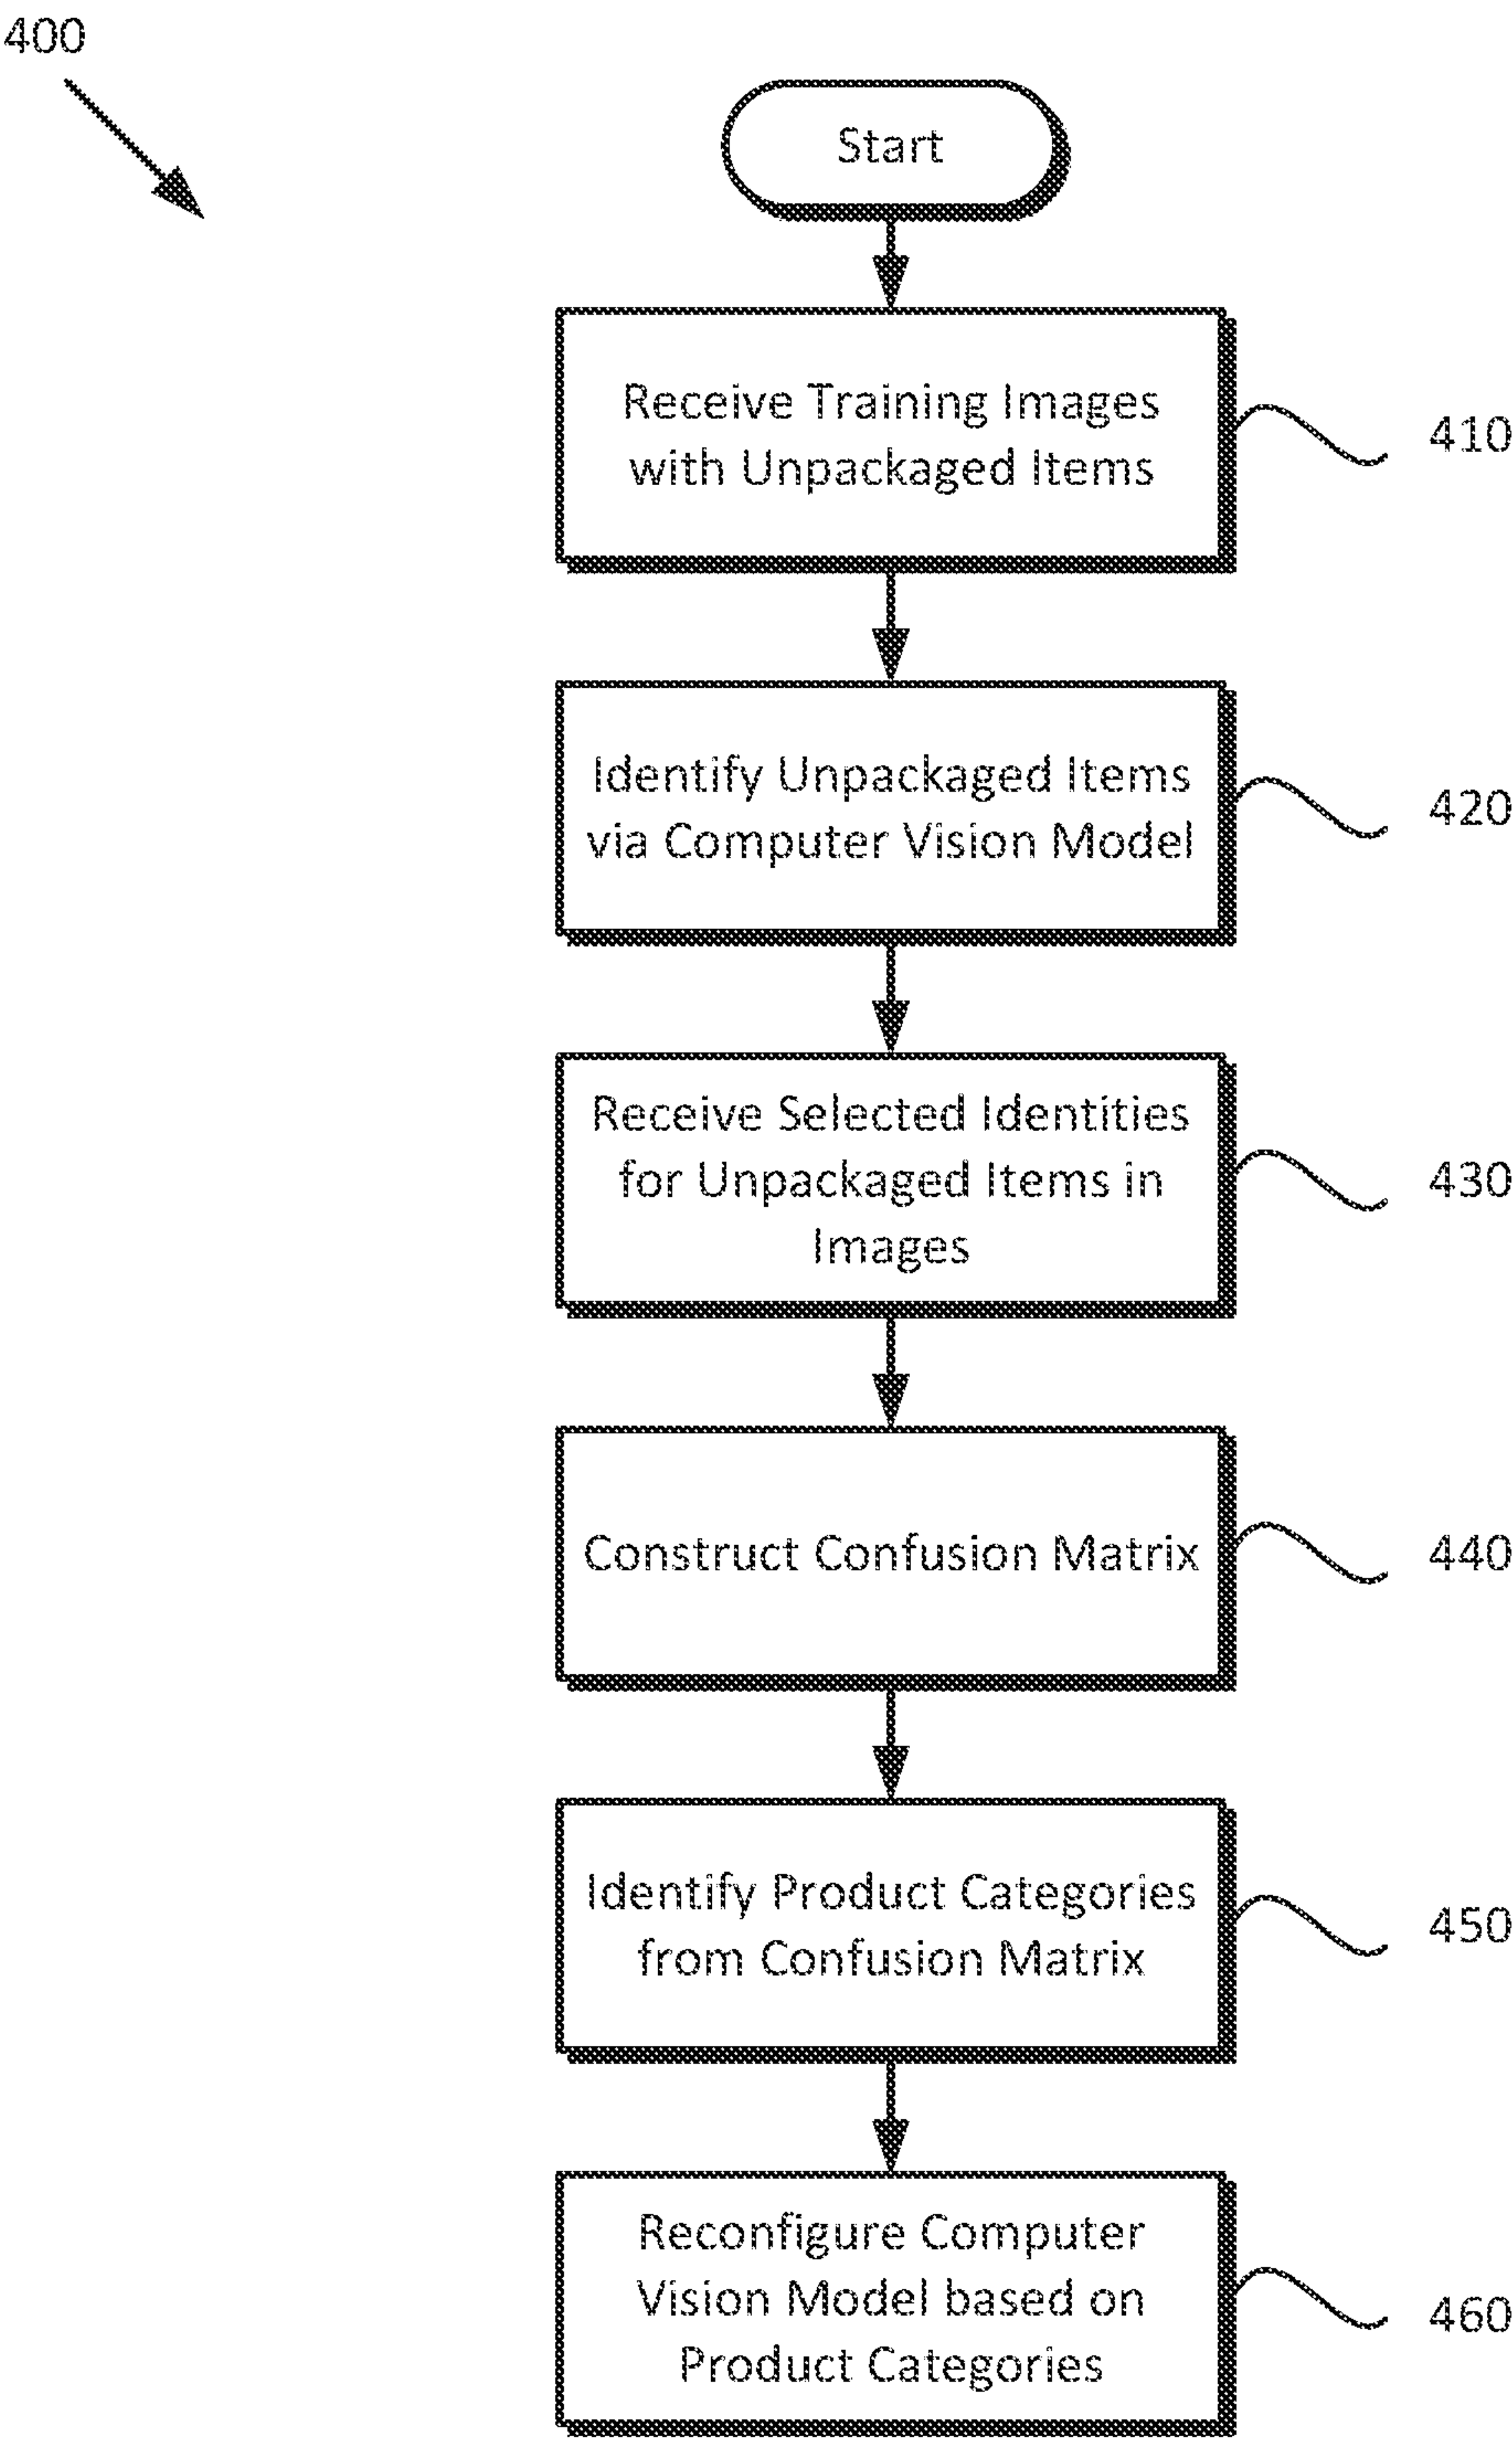 400
Start
Receive Training Images
with Unpackaged Items
410
Identify Unpackaged Items
via Computer Vision Model
420
Receive Selected Identities
for Unpackaged Items in
Images
430
Construct Confusion Matrix
440
Identify Product Categories
from Confusion Matrix
450
Reconfigure Computer
Vision Model based on
Product Categories
460